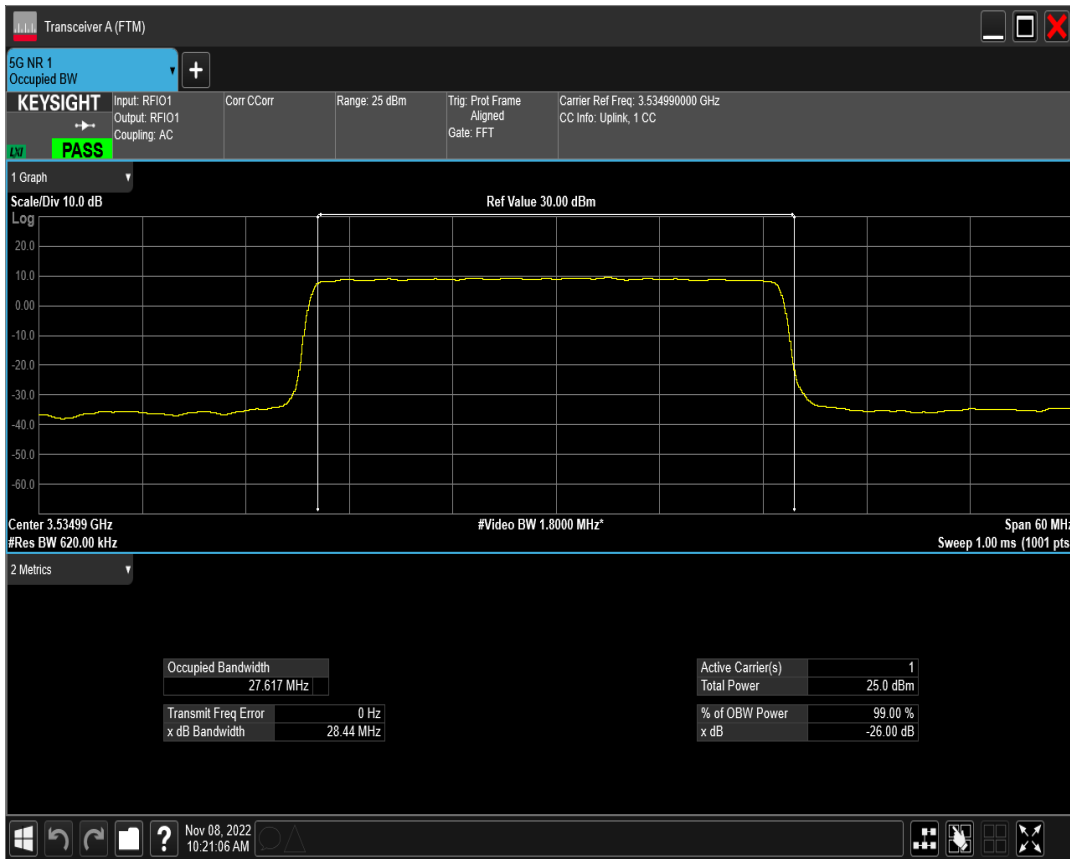 Transceiver A (FTM)
5G NR 1
Occupied BW
+
KEYSIGHT
LXI
PASS
Input: RFIO1
Output: RFIO1
Coupling: AC
Corr CCorr
Range: 25 dBm
Trig: Prot Frame
Aligned
Gate: FFT
Carrier Ref Freq: 3.534990000 GHz
CC Info: Uplink, 1 CC
1 Graph
Scale/Div 10.0 dB
Ref Value 30.00 dBm
Log
20.0
10.0
0.00
-10.0
-20.0
-30.0
-40.0
-50.0
-60.0
Center 3.53499 GHz
#Video BW 1.8000 MHz*
Span 60 MHz
#Res BW 620.00 kHz
Sweep 1.00 ms (1001 pts
2 Metrics
Occupied Bandwidth
27.617 MHz
Transmit Freq Error 0 Hz
x dB Bandwidth 28.44 MHz
Active Carrier(s) 1
Total Power 25.0 dBm
% of OBW Power 99.00 %
x dB -26.00 dB
?
Nov 08, 2022
10:21:06 AM